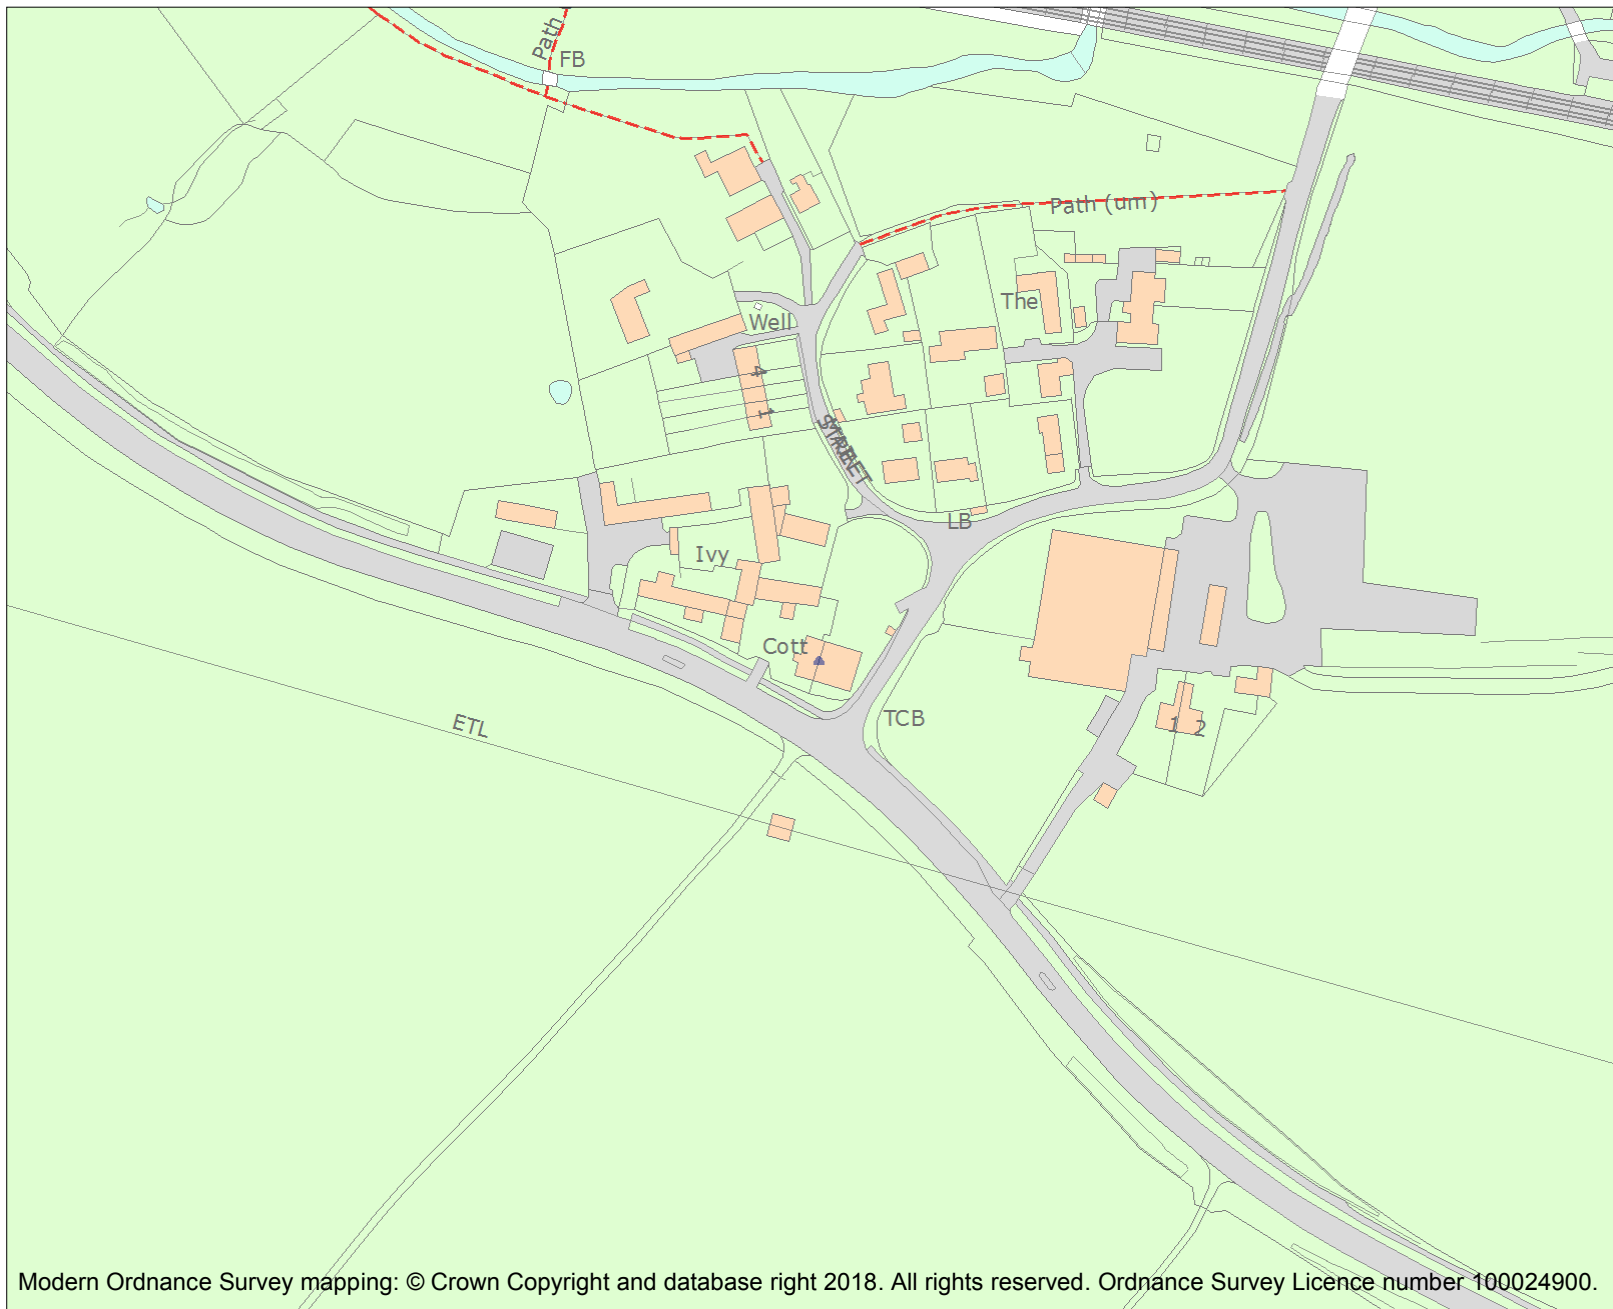 Path
FB
Path (um)
The
Well
4
1
STREET
LB
Ivy
Cott
TCB
ETL
1
2
Modern Ordnance Survey mapping: © Crown Copyright and database right 2018. All rights reserved. Ordnance Survey Licence number 100024900.